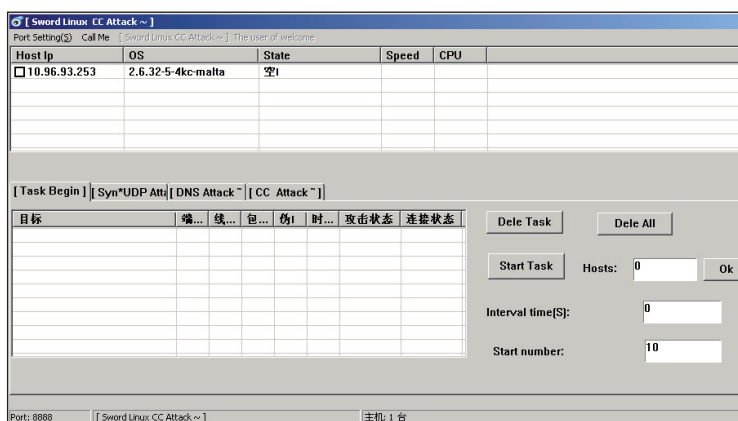 [ Sword Linux CC Attack ~ ]
Port Setting(S) Call Me [ Sword Linux CC Attack ~ ] The user of welcome
Host Ip OS State Speed CPU
10.96.93.253 2.6.32-5-4kc-malta 空
[ Task Begin ] [ Syn*UDP Atta [ DNS Attack ~ [ CC Attack ~ ]
目标 端... 线... 包... 伪 时... 攻击状态 连接状态
Dele Task Dele All
Start Task Hosts: 0 Ok
Interval time(S): 0
Start number: 10
Port: 8888 [ Sword Linux CC Attack ~ ] 主机: 1 台